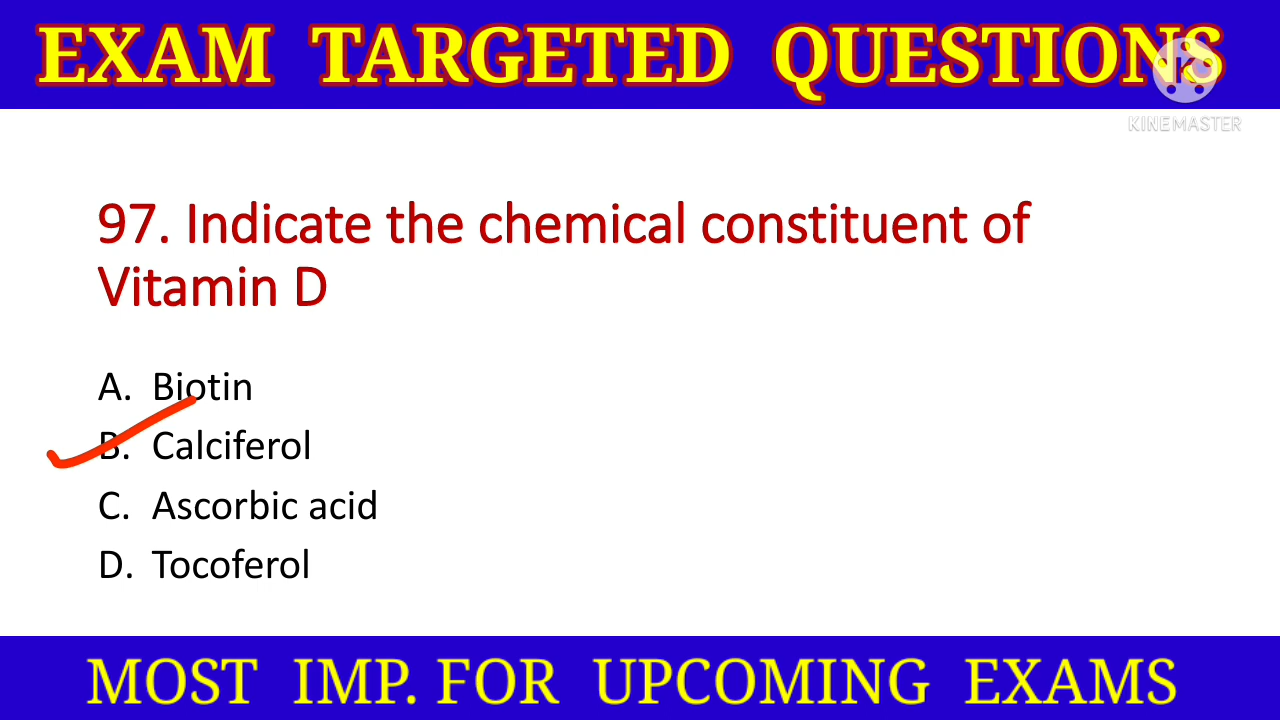 EXAM TARGETED QUESTIONS
K
KINEMASTER
97. Indicate the chemical constituent of
Vitamin D
A. Biotin
B. Calciferol
C. Ascorbic acid
D. Tocoferol
MOST IMP. FOR UPCOMING EXAMS